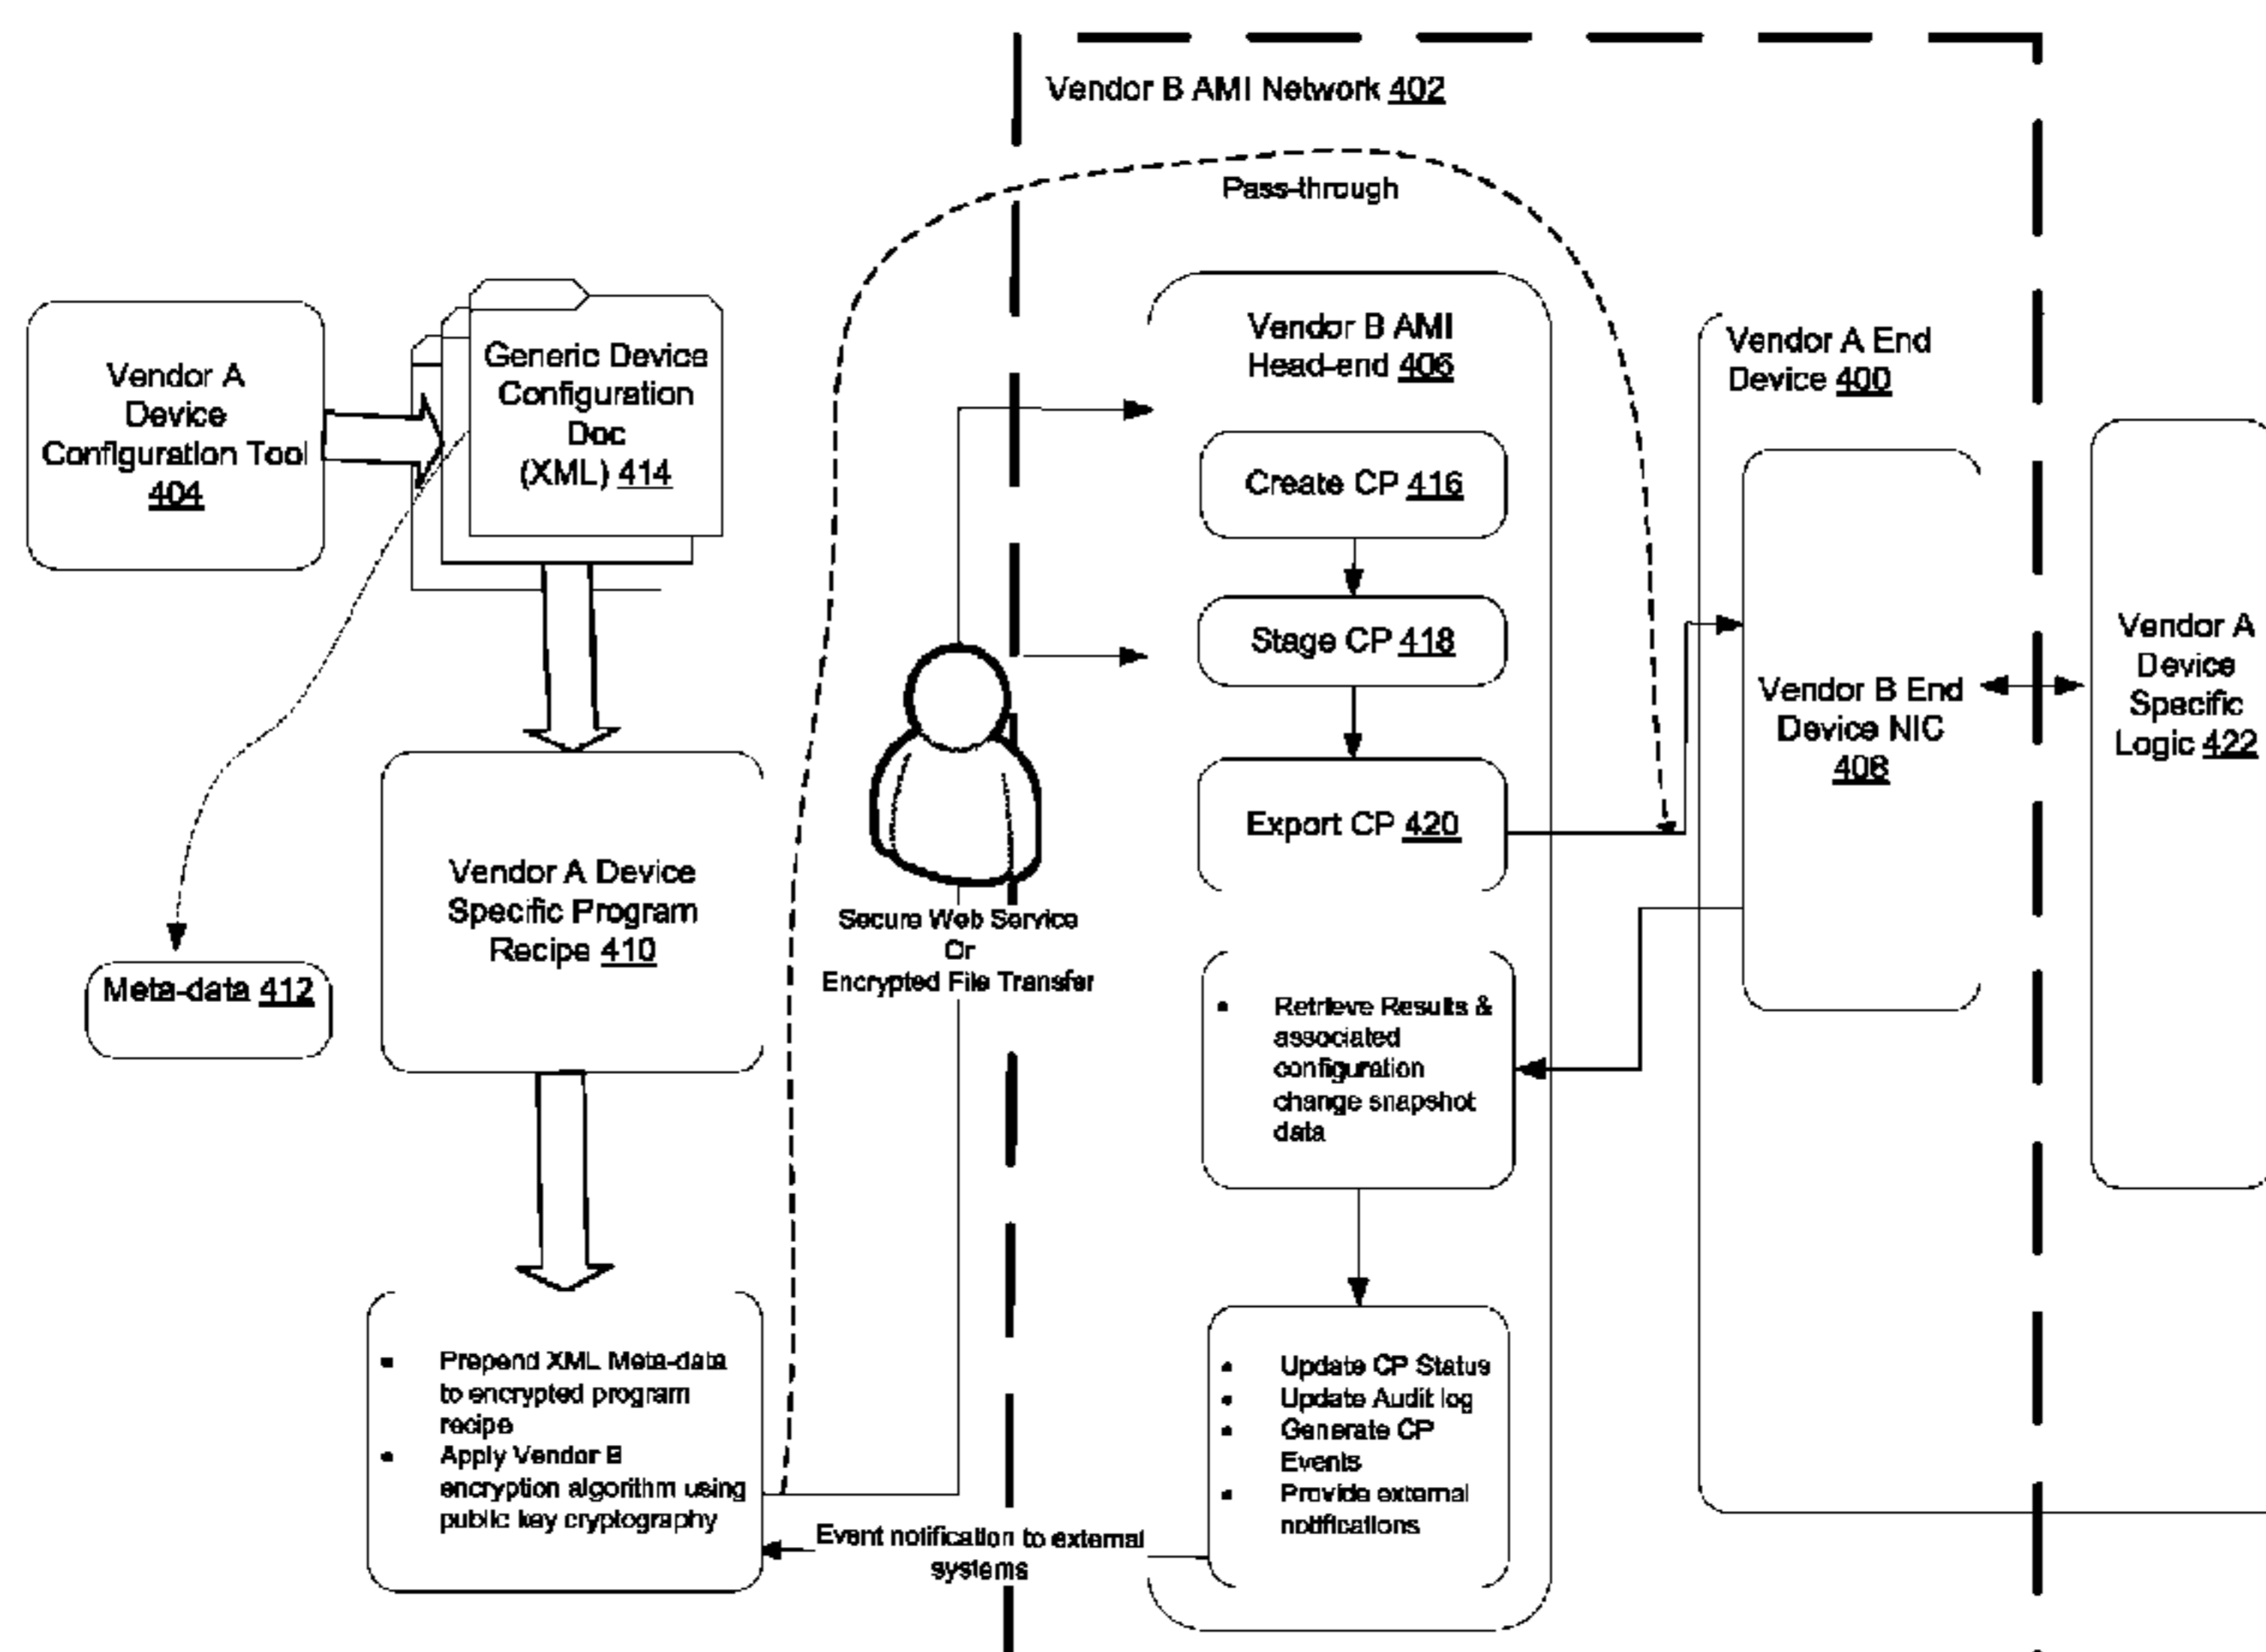 Vendor B AMI Network 402
Pass-through
Vendor A
Device
Configuration Tool
404
Generic Device
Configuration
Doc
(XML) 414
Vendor B AMI
Head-end 406
Vendor A End
Device 400
Create CP 416
Stage CP 418
Export CP 420
Vendor B End
Device NIC
408
Vendor A
Device
Specific
Logic 422
Vendor A Device
Specific Program
Recipe 410
Meta-data 412
Secure Web Service
Or
Encrypted File Transfer
• Retrieve Results &
associated
configuration
change snapshot
data
• Prepend XML Meta-data
to encrypted program
recipe
• Apply Vendor B
encryption algorithm using
public key cryptography
• Update CP Status
• Update Audit log
• Generate CP
Events
• Provide external
notifications
Event notification to external
systems